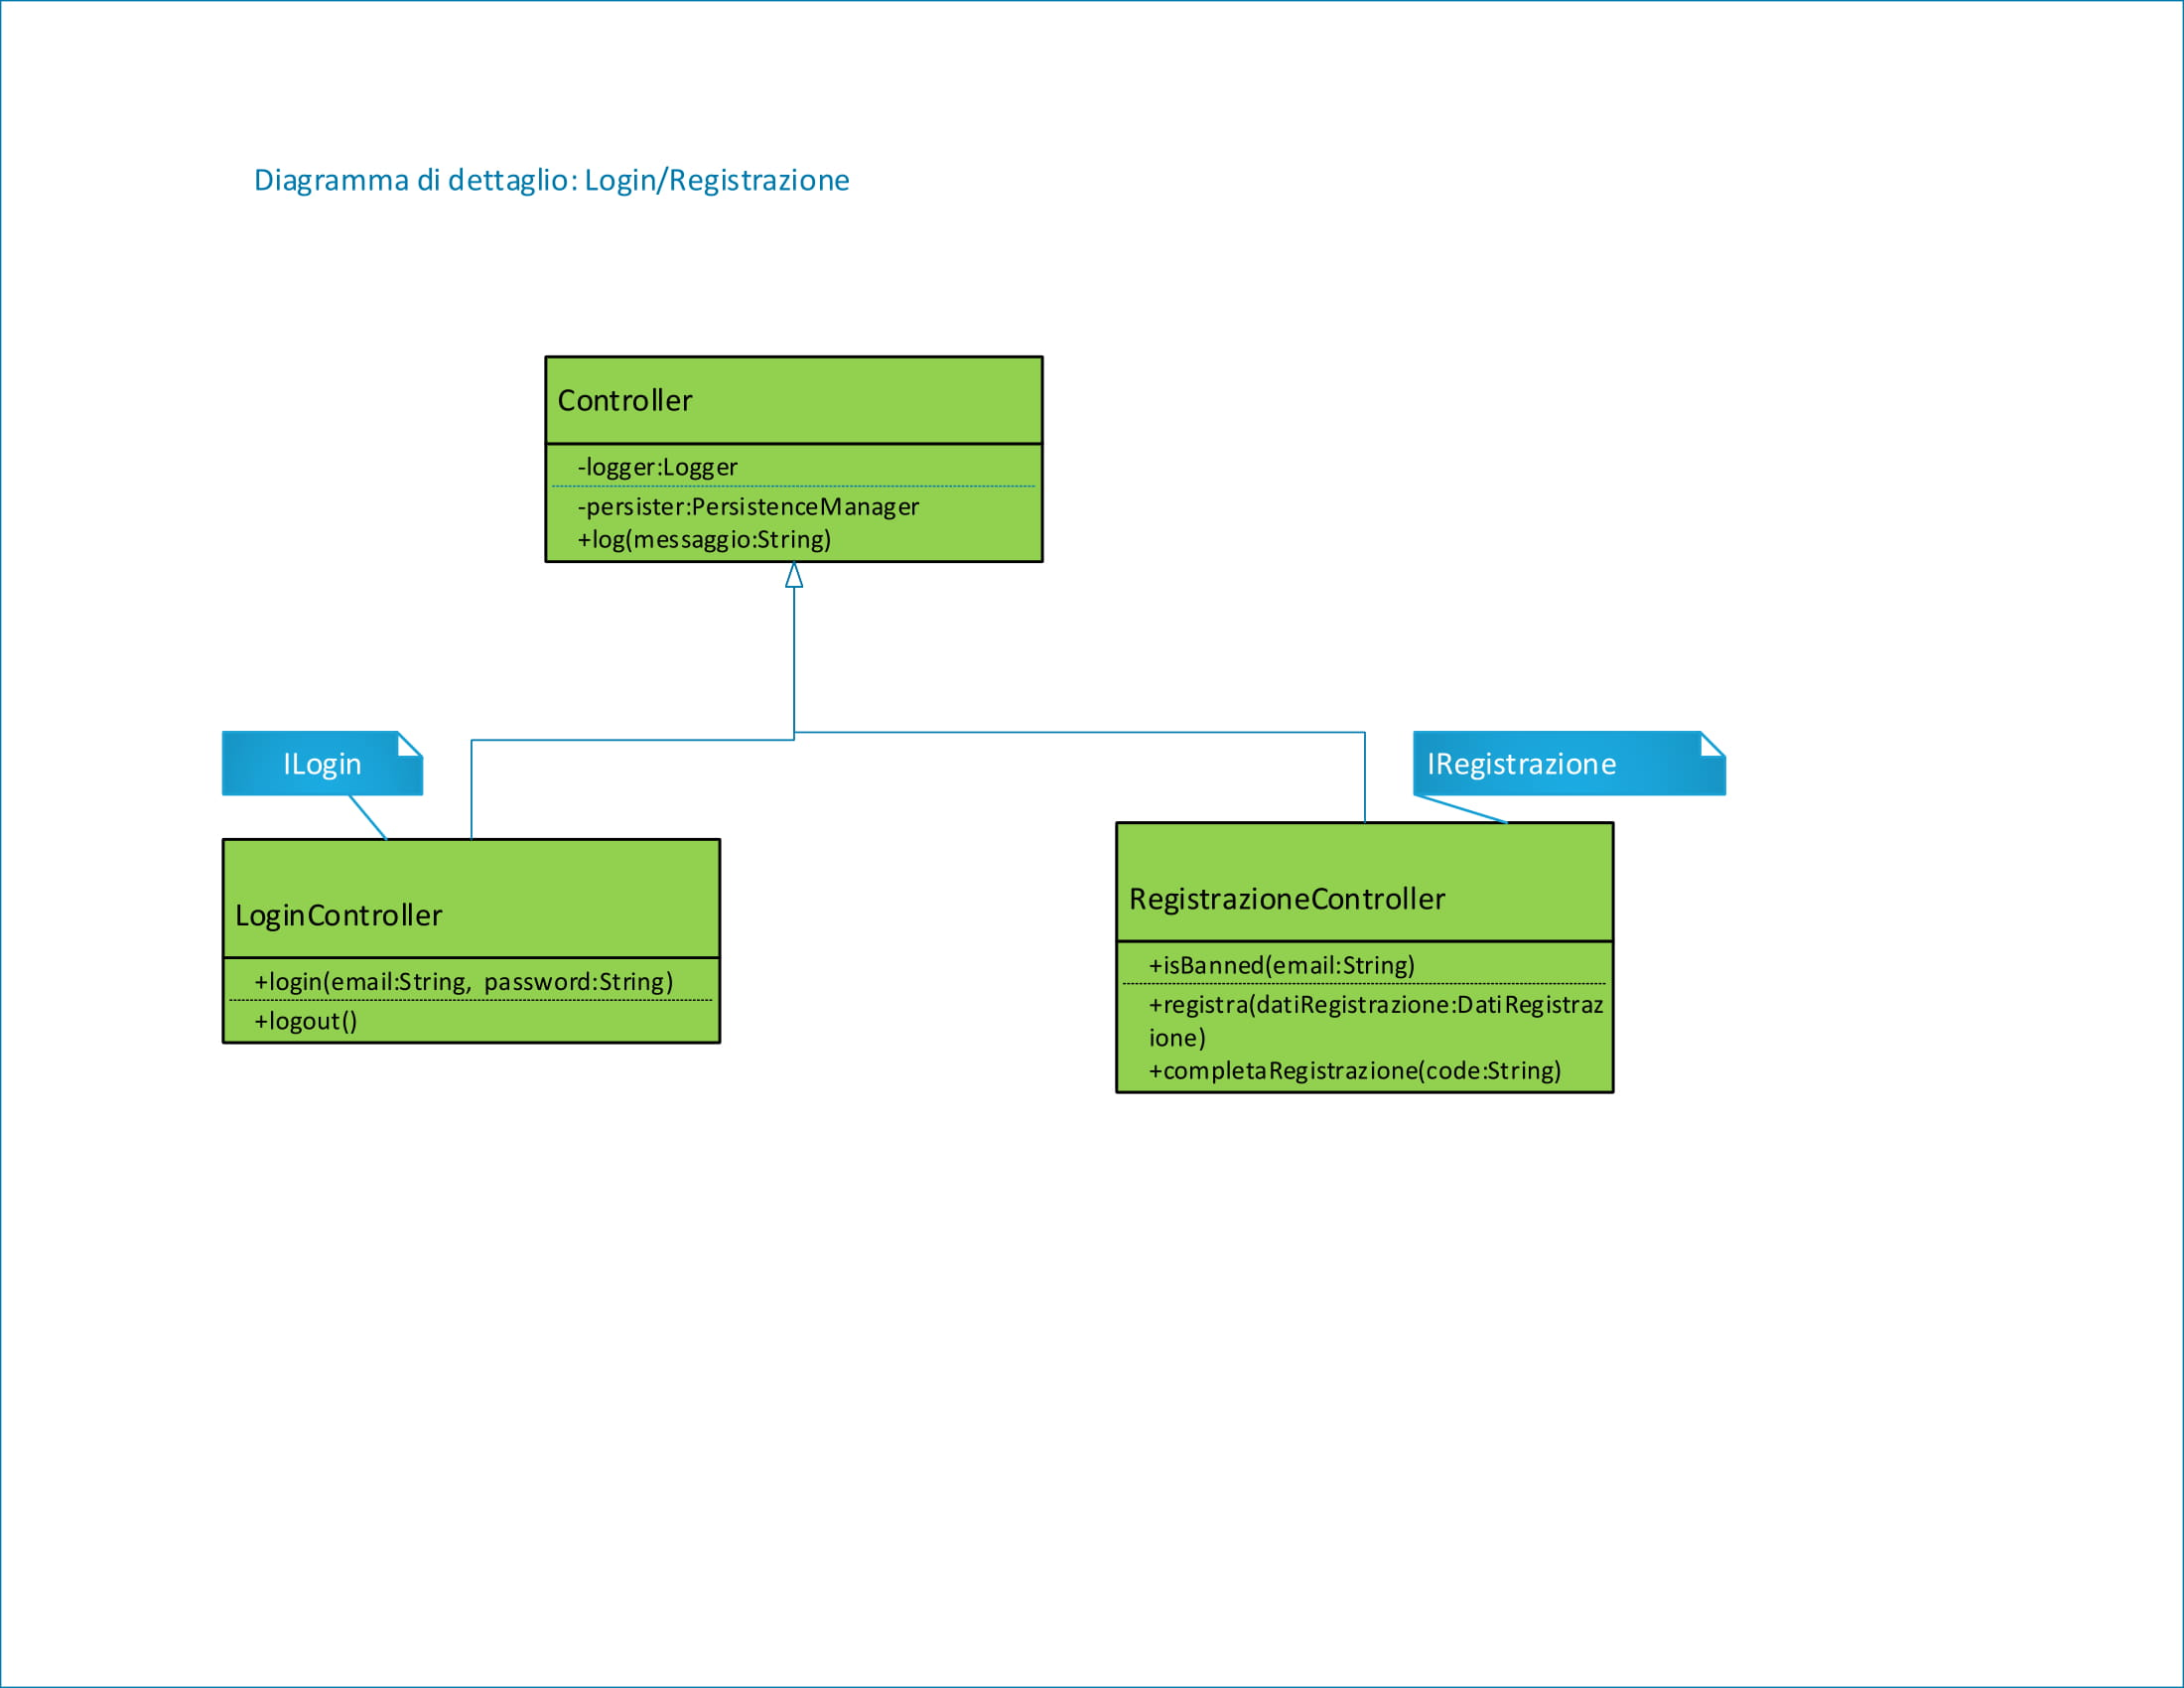 Diagramma di dettaglio: Login/Registrazione
Controller
-logger:Logger
-persister:PersistenceManager
+log(messaggio:String)
ILogin
IRegistrazione
LoginController
+login(email:String, password:String)
+logout()
RegistrazioneController
+isBanned(email:String)
+registra(datiRegistrazione:DatiRegistraz
ione)
+completaRegistrazione(code:String)